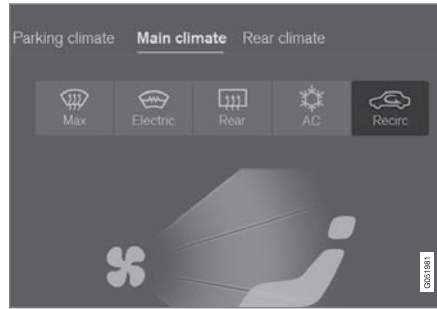 Parking climate Main climate Rear climate
Max Electric Rear AC Recirc
G051981